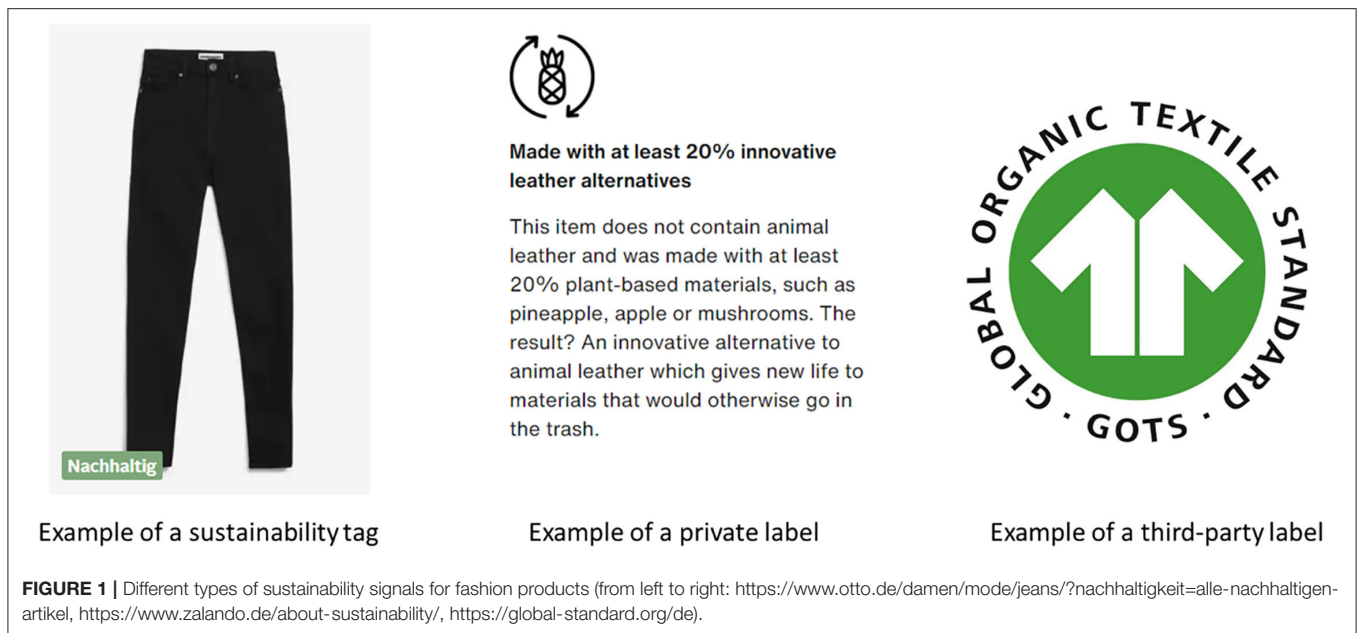 Nachhaltig
Example of a sustainability tag
Made with at least 20% innovative
leather alternatives
This item does not contain animal
leather and was made with at least
20% plant-based materials, such as
pineapple, apple or mushrooms. The
result? An innovative alternative to
animal leather which gives new life to
materials that would otherwise go in
the trash.
Example of a private label
GLOBAL ORGANIC TEXTILE STANDARD · GOTS ·
Example of a third-party label
FIGURE 1 | Different types of sustainability signals for fashion products (from left to right: https://www.otto.de/damen/mode/jeans/?nachhaltigkeit=alle-nachhaltigen-
artikel, https://www.zalando.de/about-sustainability/, https://global-standard.org/de).